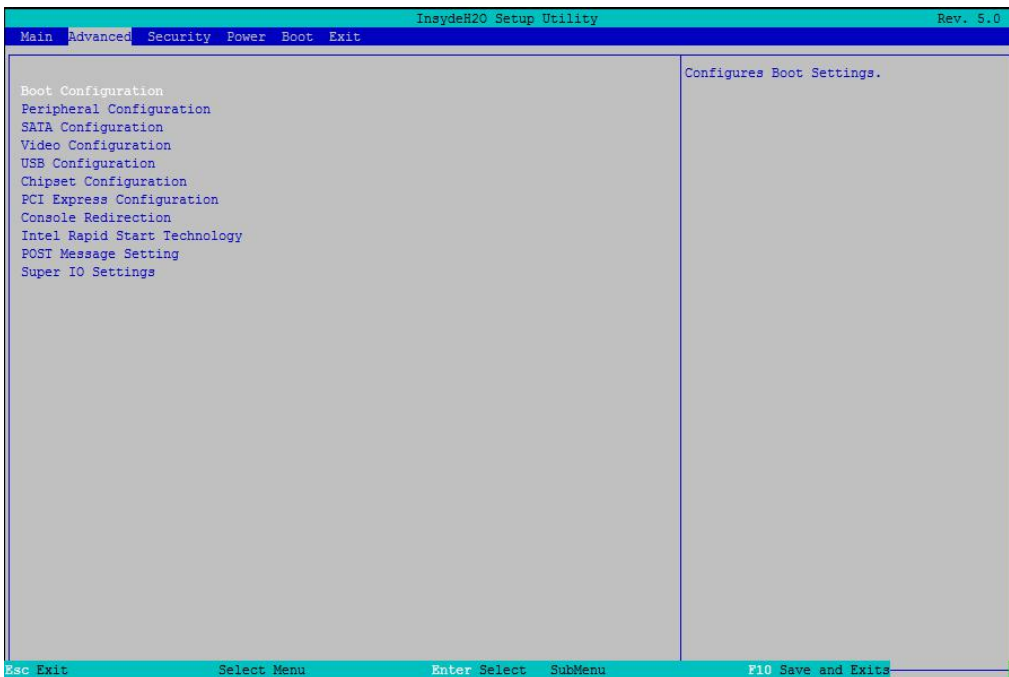 InsydeH2O Setup Utility Rev. 5.0
Main Advanced Security Power Boot Exit
Configures Boot Settings.
Boot Configuration
Peripheral Configuration
SATA Configuration
Video Configuration
USB Configuration
Chipset Configuration
PCI Express Configuration
Console Redirection
Intel Rapid Start Technology
POST Message Setting
Super IO Settings
Esc Exit Select Menu Enter Select SubMenu F10 Save and Exits